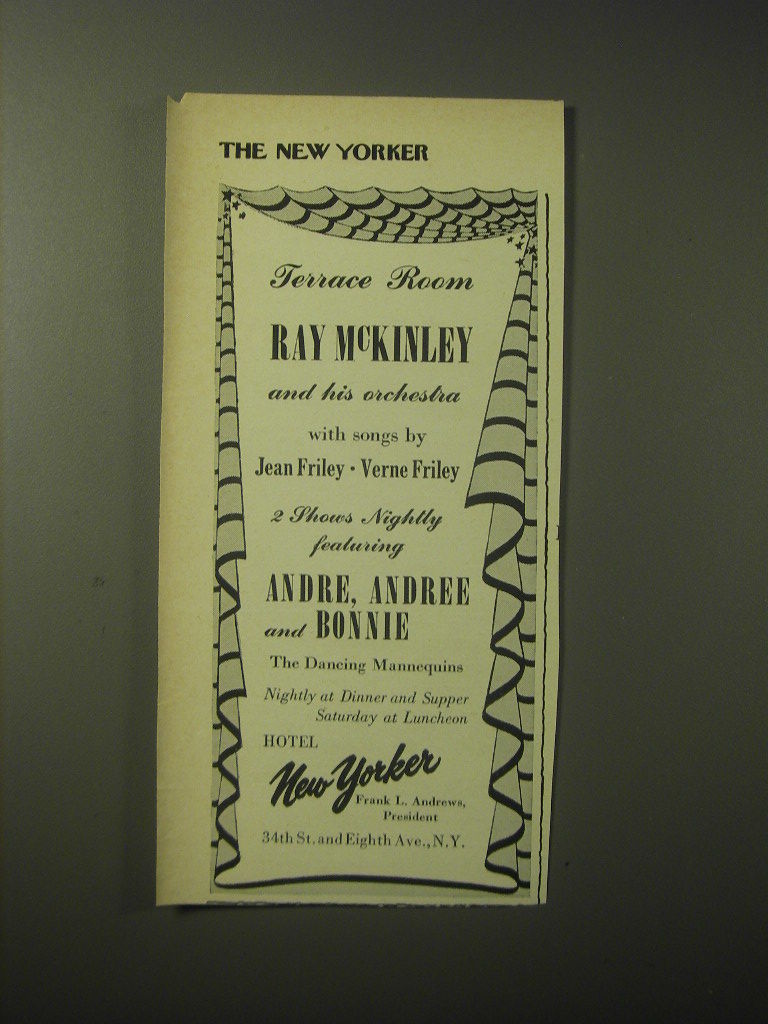 THE NEW YORKER
Terrace Room
RAY McKINLEY
and his orchestra
with songs by
Jean Friley • Verne Friley
2 Shows Nightly
featuring
ANDRE, ANDREE
and BONNIE
The Dancing Mannequins
Nightly at Dinner and Supper
Saturday at Luncheon
HOTEL
New Yorker
Frank L. Andrews,
President
34th St. and Eighth Ave., N.Y.